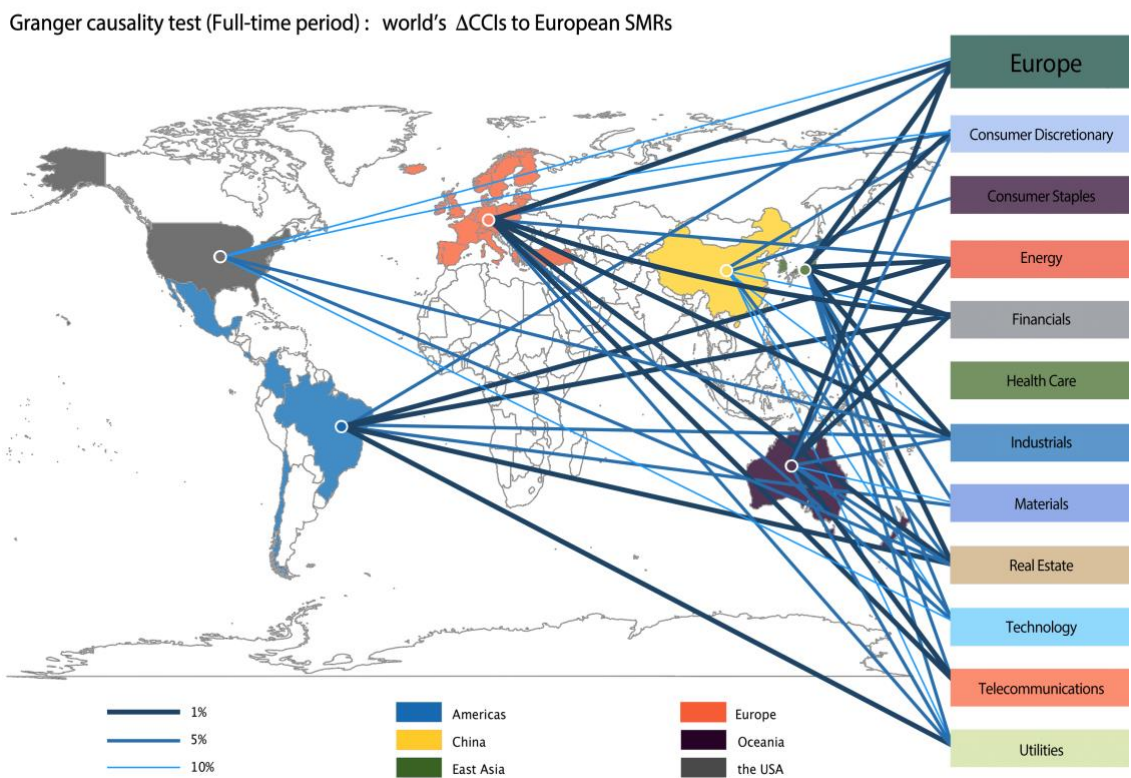 Granger causality test (Full-time period) : world's ΔCCIs to European SMRs
Europe
Consumer Discretionary
Consumer Staples
Energy
Financials
Health Care
Industrials
Materials
Real Estate
Technology
Telecommunications
Utilities
1% Americas Europe
5% China Oceania
10% East Asia the USA